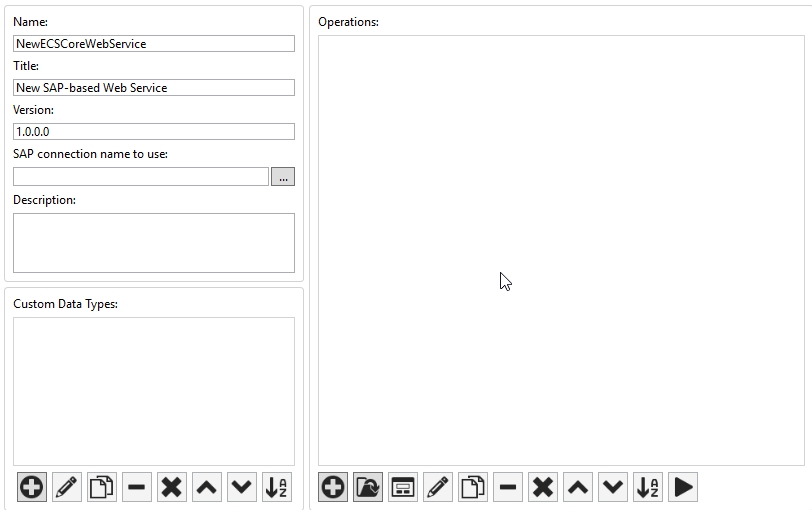 Name:
NewECSCoreWebService
Title:
New SAP-based Web Service
Version:
1.0.0.0
SAP connection name to use:
...
Description:
Custom Data Types:
Operations: